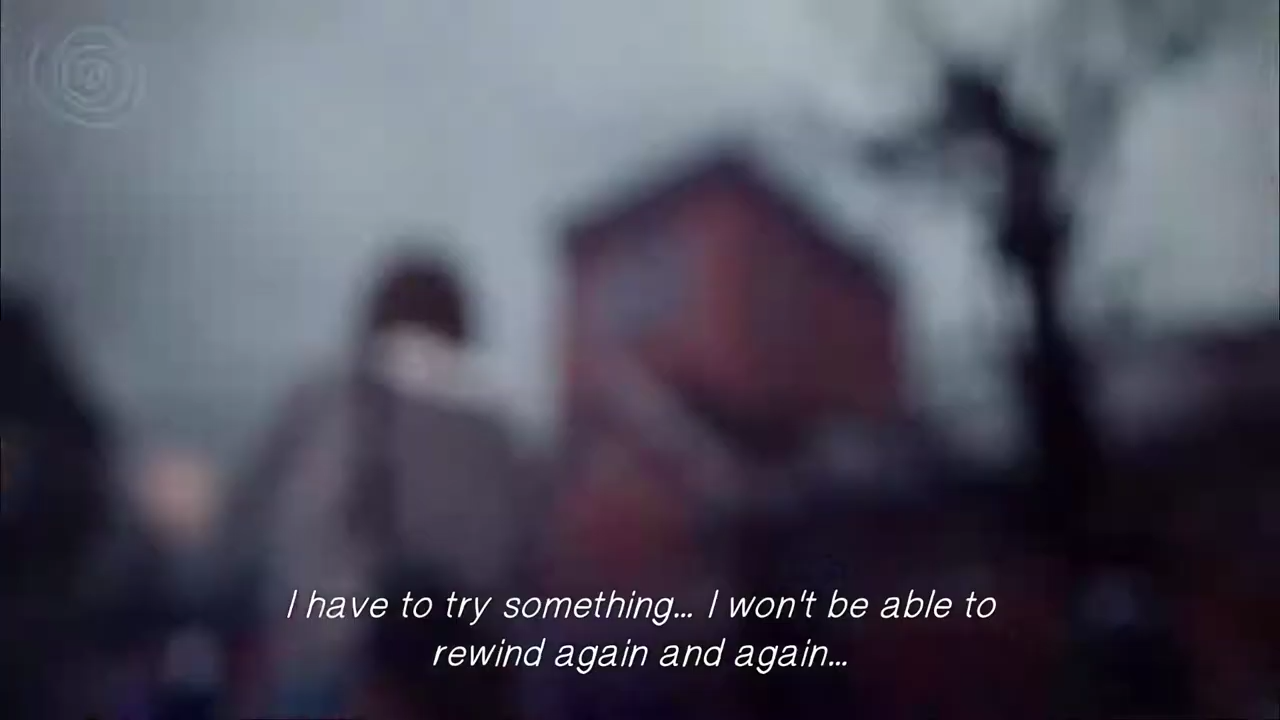 I have to try something... I won't be able to
rewind again and again...